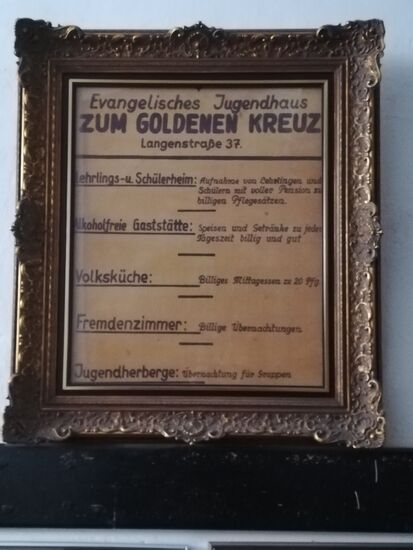 Evangelisches Jugendhaus
ZUM GOLDENEN KREUZ
Langenstraße 37.
Lehrlings-u. Schülerheim: Aufnahme von Lehrlingen und
Schülern mit voller Pension zu
billigen Pflegesätzen.
Alkoholfreie Gaststätte: Speisen und Getränke zu jeder
Tageszeit billig und gut
Volksküche: Billiges Mittagessen zu 20 Pfg.
Fremdenzimmer: Billige Übernachtungen
Jugendherberge: Übernachtung für Gruppen